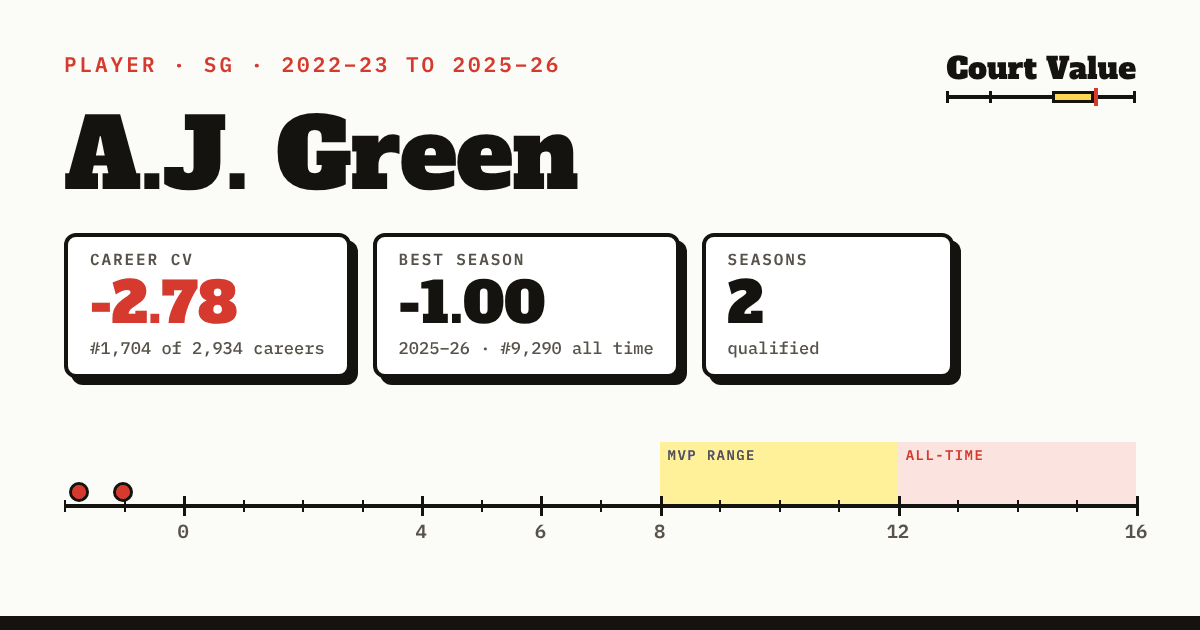 PLAYER · SG · 2022–23 TO 2025–26
Court Value
A.J. Green
CAREER CV
-2.78
#1,704 of 2,934 careers
BEST SEASON
-1.00
2025–26 · #9,290 all time
SEASONS
2
qualified
MVP RANGE
ALL-TIME
0 4 6 8 12 16